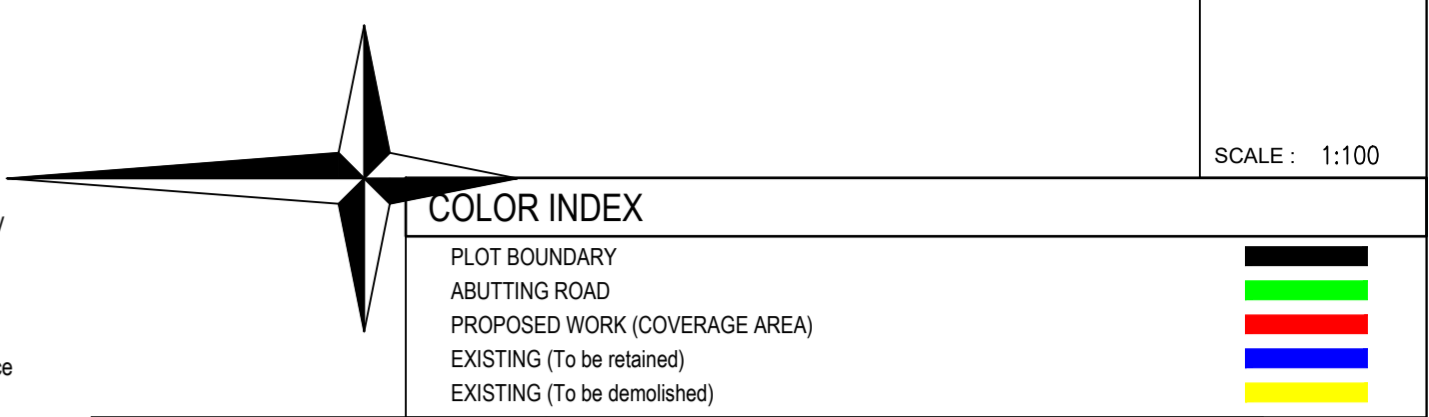 SCALE : 1:100
COLOR INDEX
PLOT BOUNDARY
ABUTTING ROAD
PROPOSED WORK (COVERAGE AREA)
EXISTING (To be retained)
EXISTING (To be demolished)